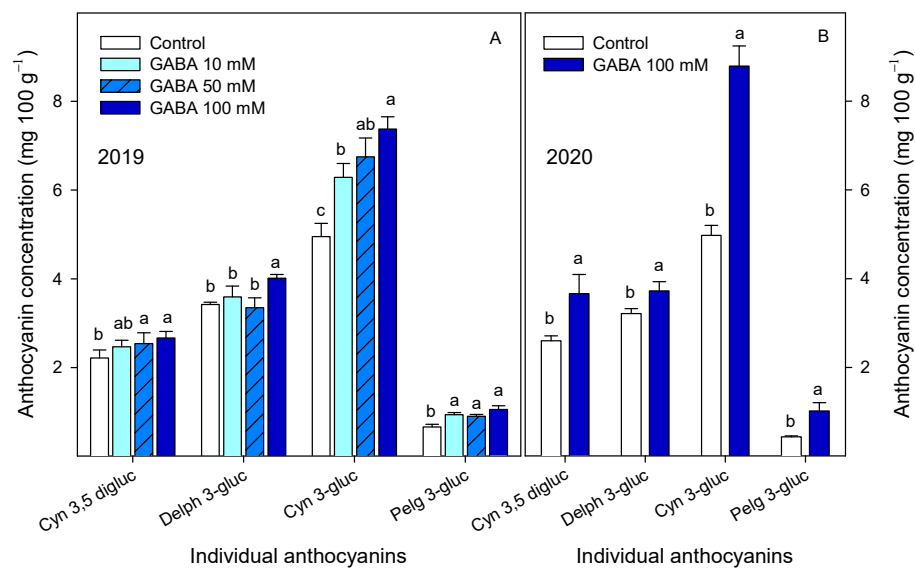 A
Control
GABA 10 mM
GABA 50 mM
GABA 100 mM
2019
Anthocyanin concentration (mg 100 g⁻¹)
8
6
4
2
b
ab
a
a
b
b
b
a
c
b
ab
a
b
a
a
a
Cyn 3,5 digluc
Delph 3-gluc
Cyn 3-gluc
Pelg 3-gluc
Individual anthocyanins
B
Control
GABA 100 mM
2020
b
a
b
a
b
a
b
a
8
6
4
2
Anthocyanin concentration (mg 100 g⁻¹)
Cyn 3,5 digluc
Delph 3-gluc
Cyn 3-gluc
Pelg 3-gluc
Individual anthocyanins